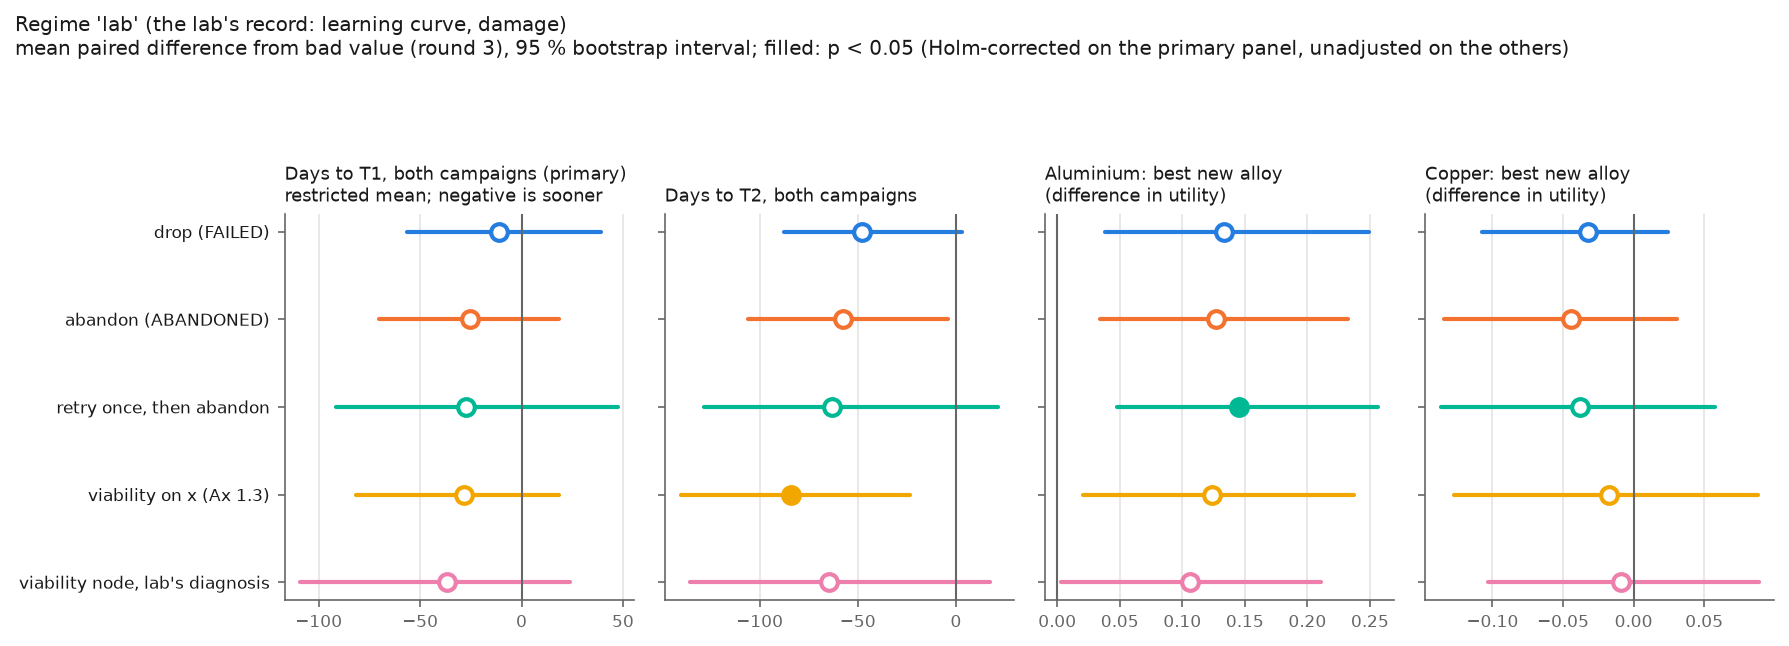 Regime 'lab' (the lab's record: learning curve, damage)
mean paired difference from bad value (round 3), 95 % bootstrap interval; filled: p < 0.05 (Holm-corrected on the primary panel, unadjusted on the others)
Days to T1, both campaigns (primary)
restricted mean; negative is sooner
Days to T2, both campaigns
Aluminium: best new alloy
(difference in utility)
Copper: best new alloy
(difference in utility)
drop (FAILED)
abandon (ABANDONED)
retry once, then abandon
viability on x (Ax 1.3)
viability node, lab's diagnosis
−100 −50 0 50
−100 −50 0
0.00 0.05 0.10 0.15 0.20 0.25
−0.10 −0.05 0.00 0.05